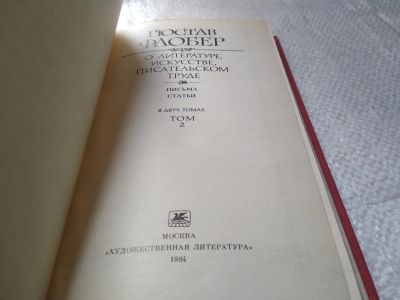 ГЮСТАВ
ФЛОБЕР
О ЛИТЕРАТУРЕ,
ИСКУССТВЕ,
ПИСАТЕЛЬСКОМ
ТРУДЕ
ПИСЬМА
СТАТЬИ
В ДВУХ ТОМАХ
ТОМ
2
МОСКВА
«ХУДОЖЕСТВЕННАЯ ЛИТЕРАТУРА»
1984